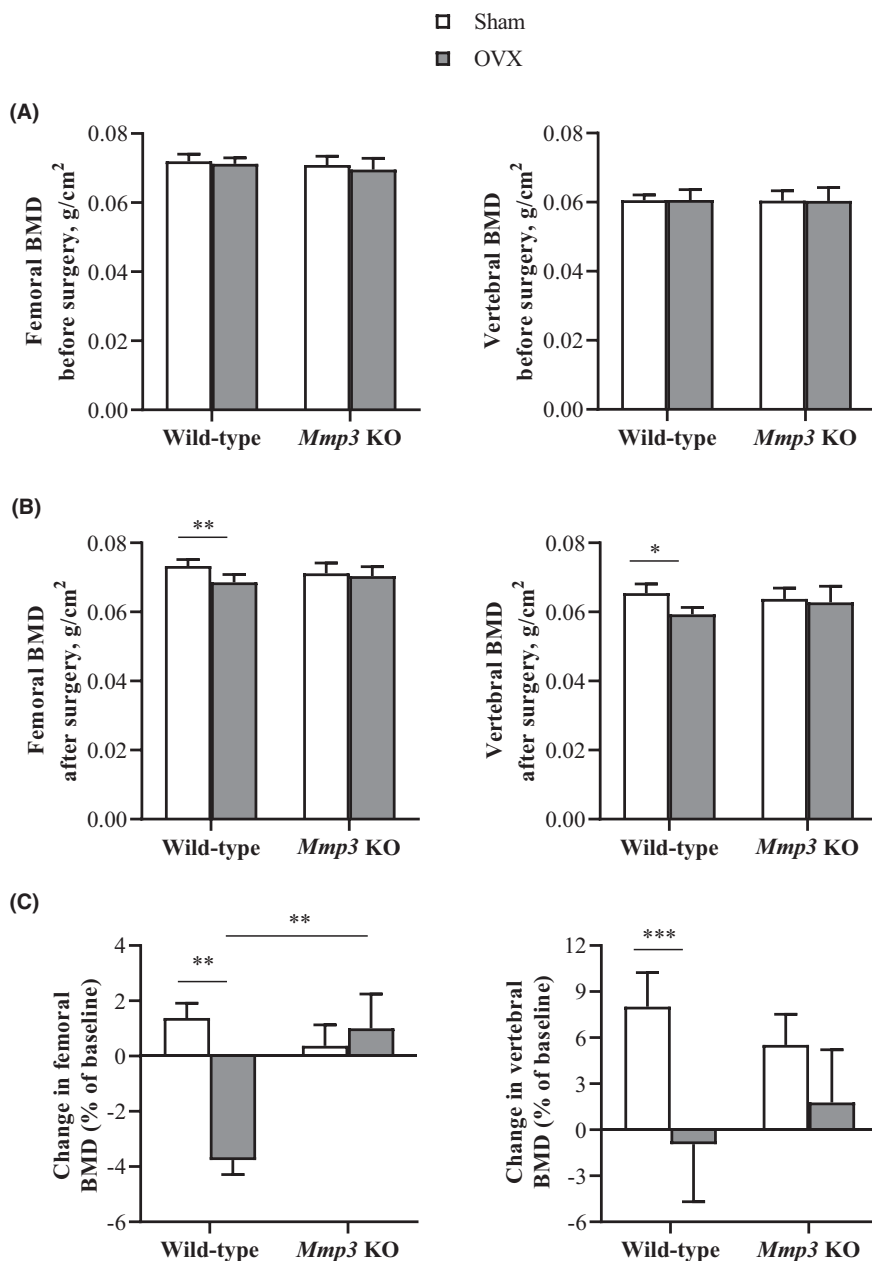 Sham
OVX
(A)
Femoral BMD
before surgery, g/cm²
0.08
0.06
0.04
0.02
0.00
Wild-type
Mmp3 KO
Vertebral BMD
before surgery, g/cm²
0.08
0.06
0.04
0.02
0.00
Wild-type
Mmp3 KO
(B)
Femoral BMD
after surgery, g/cm²
0.08
0.06
0.04
0.02
0.00
**
Wild-type
Mmp3 KO
Vertebral BMD
after surgery, g/cm²
0.08
0.06
0.04
0.02
0.00
*
Wild-type
Mmp3 KO
(C)
Change in femoral
BMD (% of baseline)
4
2
0
-2
-4
-6
**
**
Wild-type
Mmp3 KO
Change in vertebral
BMD (% of baseline)
12
9
6
3
0
-3
-6
***
Wild-type
Mmp3 KO